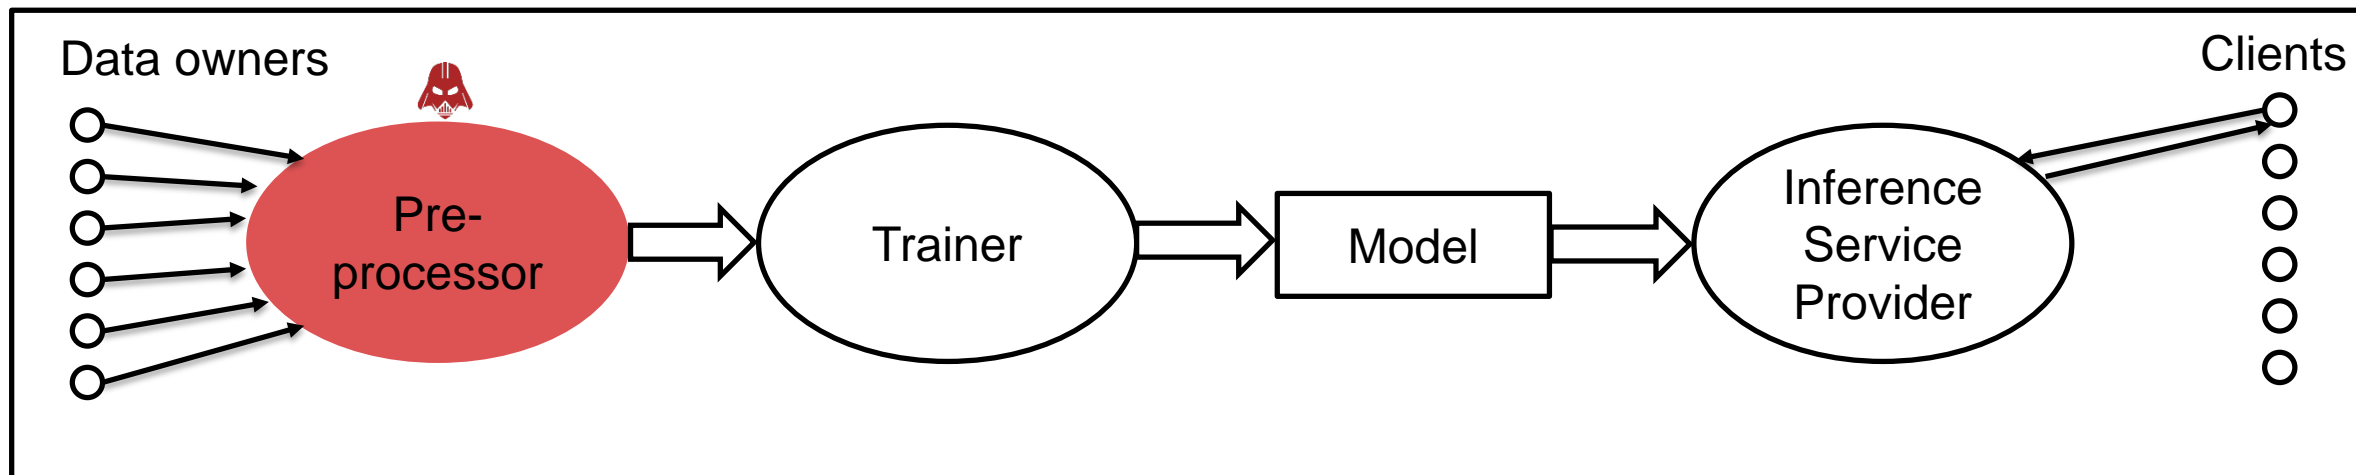 Data owners
Clients
Pre-
processor
Trainer
Model
Inference
Service
Provider